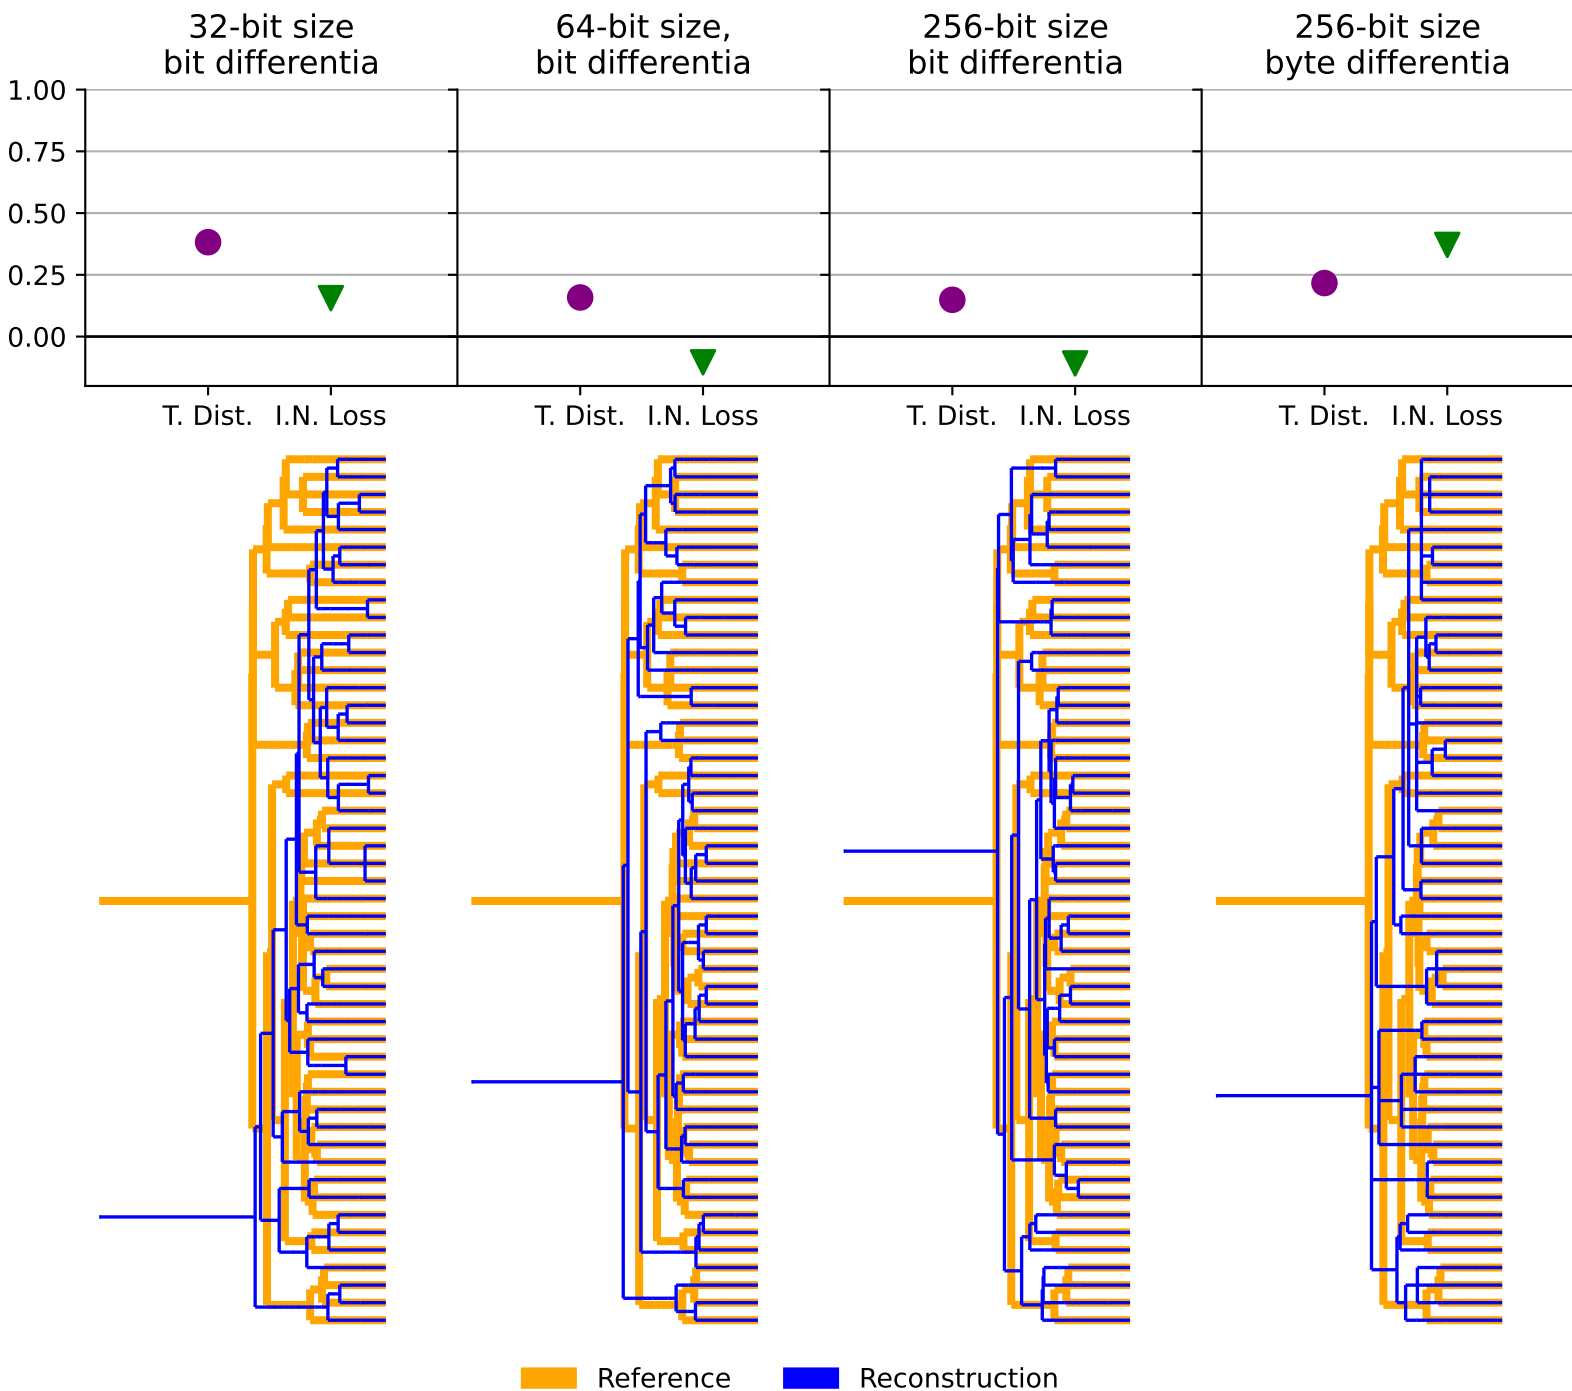 32-bit size
bit differentia
64-bit size,
bit differentia
256-bit size
bit differentia
256-bit size
byte differentia
1.00
0.75
0.50
0.25
0.00
T. Dist. I.N. Loss
T. Dist. I.N. Loss
T. Dist. I.N. Loss
T. Dist. I.N. Loss
Reference
Reconstruction